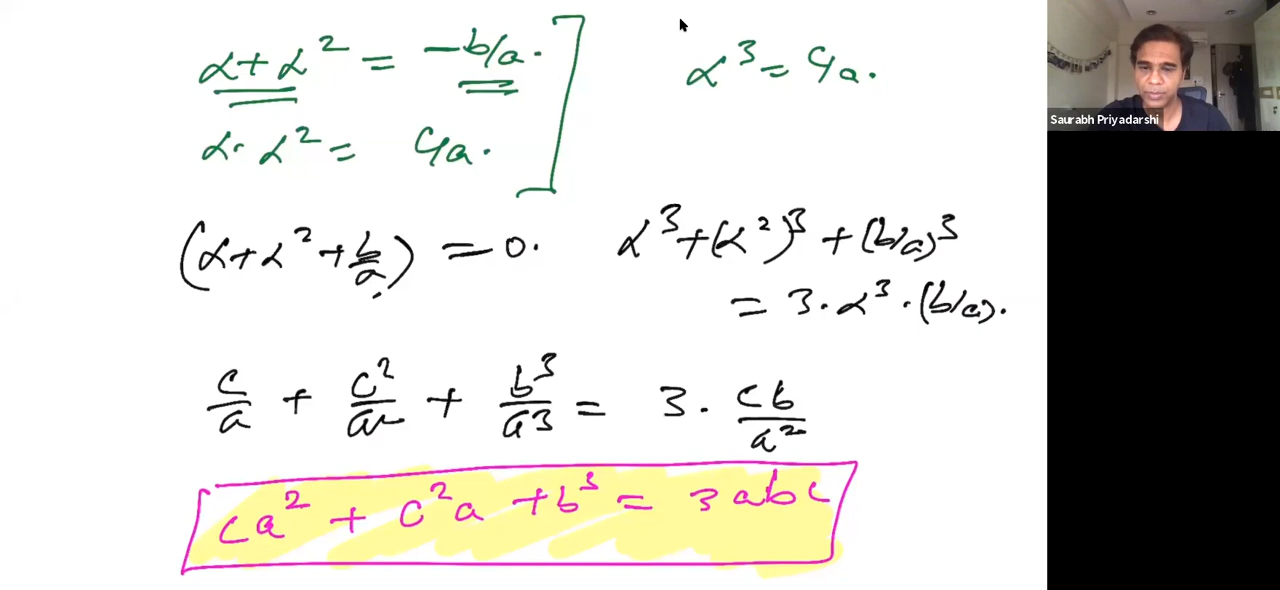 α + α² = -b/a.
α³ = c/a.
Saurabh Priyadarshi
α · α² = c/a.
(α + α² + b/a) = 0.
α³ + (α²)³ + (b/a)³
= 3 · α³ · (b/a).
c/a + c²/a² + b³/a³ = 3 · cb/a²
ca² + c²a + b³ = 3abc